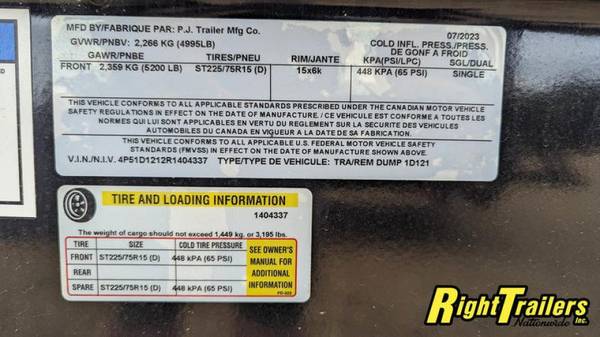 MFD BY/FABRIQUE PAR: P.J. Trailer Mfg Co. 07/2023
GVWR/PNBV: 2,266 KG (4995LB) COLD INFL. PRESS./PRESS. DE GONF A FROID
GAWR/PNBE TIRES/PNEU RIM/JANTE KPA(PSI/LPC) SGL/DUAL
FRONT 2,359 KG (5200 LB) ST225/75R15 (D) 15x6k 448 KPA (65 PSI) SINGLE
THIS VEHICLE CONFORMS TO ALL APPLICABLE STANDARDS PRESCRIBED UNDER THE CANADIAN MOTOR VEHICLE
SAFETY REGULATIONS IN EFFECT ON THE DATE OF MANUFACTURE. / CE VEHICULE EST CONFORME A TOUTES LES
NORMES QUI LUI SONT APPLICABLES EN VERTU DU REGLEMENT SUR LA SECURITE DES VEHICULES
AUTOMOBILES DU CANADA EN VIGUEUR A LA DATE DE SA FABRICATION.
THIS VEHICLE CONFORMS TO ALL APPLICABLE U.S. FEDERAL MOTOR VEHICLE SAFETY STANDARDS
(FMVSS) IN EFFECT ON THE DATE OF MANUFACTURE SHOWN ABOVE.
V.I.N./N.I.V. 4P51D1212R1404337 TYPE/TYPE DE VEHICULE: TRA/REM DUMP 1D121
TIRE AND LOADING INFORMATION
1404337
The weight of cargo should not exceed 1,449 kg. or 3,195 lbs.
TIRE SIZE COLD TIRE PRESSURE
FRONT ST225/75R15 (D) 448 kPA (65 PSI)
REAR
SPARE ST225/75R15 (D) 448 kPA (65 PSI)
SEE OWNER'S
MANUAL FOR
ADDITIONAL
INFORMATION
RightTrailers
Nationwide Inc.